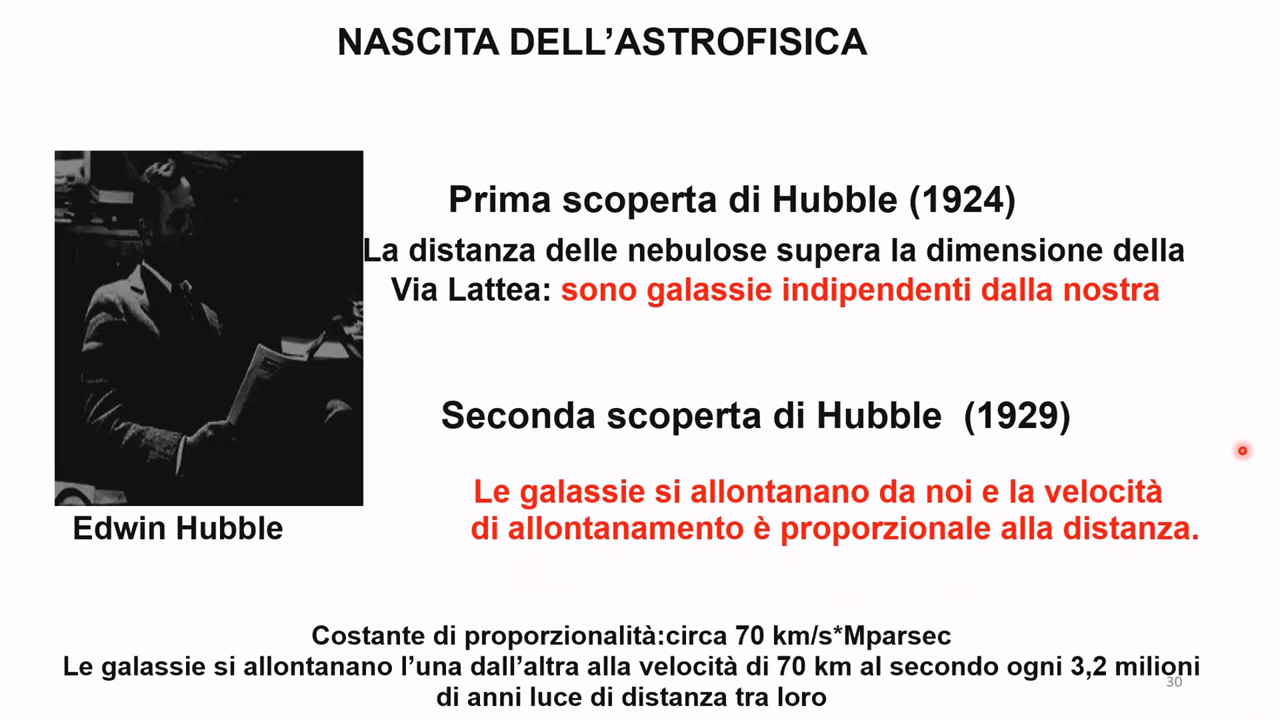 NASCITA DELL’ASTROFISICA
Prima scoperta di Hubble (1924)
La distanza delle nebulose supera la dimensione della
Via Lattea: sono galassie indipendenti dalla nostra
Seconda scoperta di Hubble (1929)
Le galassie si allontanano da noi e la velocità
di allontanamento è proporzionale alla distanza.
Edwin Hubble
Costante di proporzionalità:circa 70 km/s*Mparsec
Le galassie si allontanano l’una dall’altra alla velocità di 70 km al secondo ogni 3,2 milioni
di anni luce di distanza tra loro
30